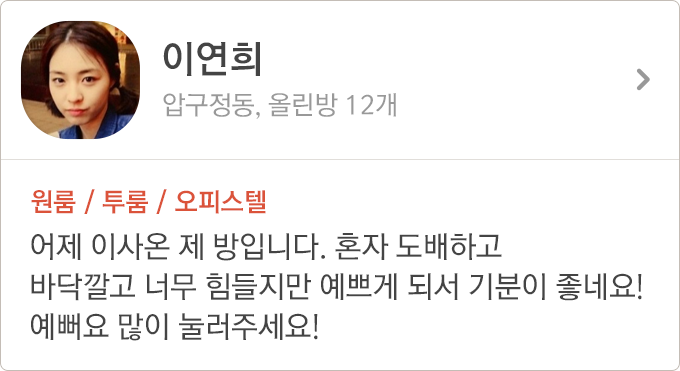 이연희
압구정동, 올린방 12개
원룸 / 투룸 / 오피스텔
어제 이사온 제 방입니다. 혼자 도배하고
바닥깔고 너무 힘들지만 예쁘게 되서 기분이 좋네요!
예뻐요 많이 눌러주세요!